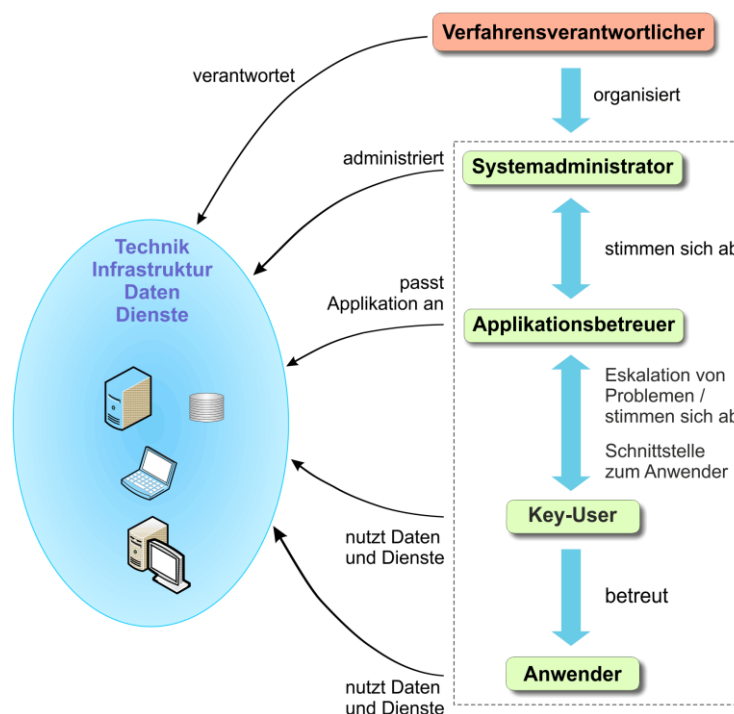 Verfahrensverantwortlicher
verantwortet
organisiert
administriert
Systemadministrator
Technik
Infrastruktur
Daten
Dienste
stimmen sich ab
passt
Applikation an
Applikationsbetreuer
Eskalation von
Problemen /
stimmen sich ab
Schnittstelle
zum Anwender
Key-User
nutzt Daten
und Dienste
betreut
Anwender
nutzt Daten
und Dienste